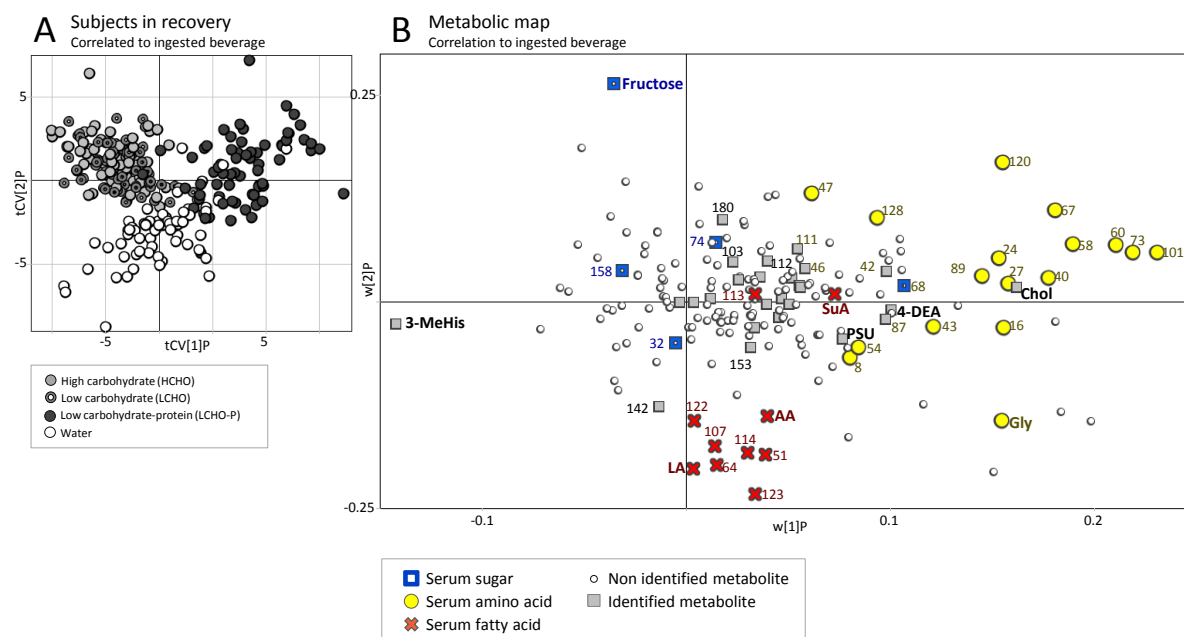 A
Subjects in recovery
Correlated to ingested beverage
B
Metabolic map
Correlation to ingested beverage
5
-5
tCV[2]P
-5
5
tCV[1]P
High carbohydrate (HCHO)
Low carbohydrate (LCHO)
Low carbohydrate-protein (LCHO-P)
Water
0.25
-0.25
w[2]P
-0.1
0.1
0.2
w[1]P
Fructose
120
47
67
128
180
74
111
58
60
73
101
24
103
112
46
42
158
89
27
40
68
Chol
113
SuA
4-DEA
3-MeHis
87
43
16
PSU
32
54
153
8
142
122
AA
Gly
107
114
51
LA
64
123
Serum sugar
Non identified metabolite
Serum amino acid
Identified metabolite
Serum fatty acid